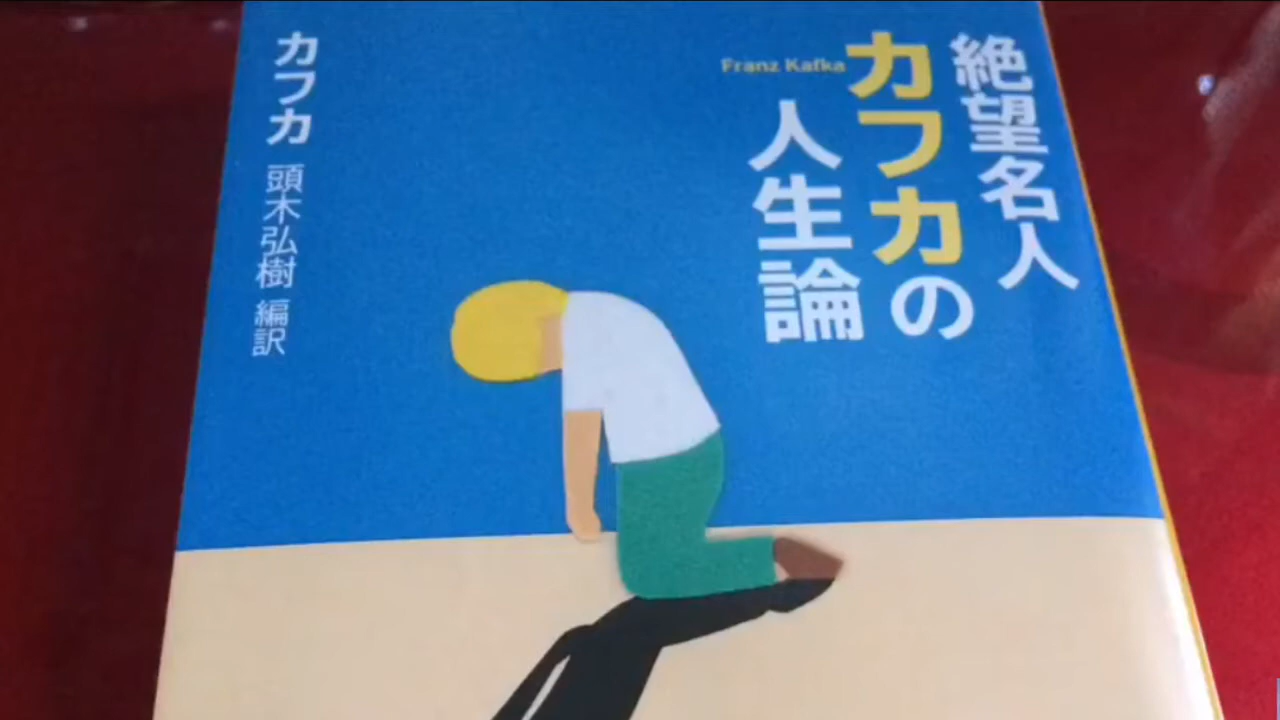 絶望名人
カフカの
人生論
Franz Kafka
カフカ
頭木弘樹
編訳